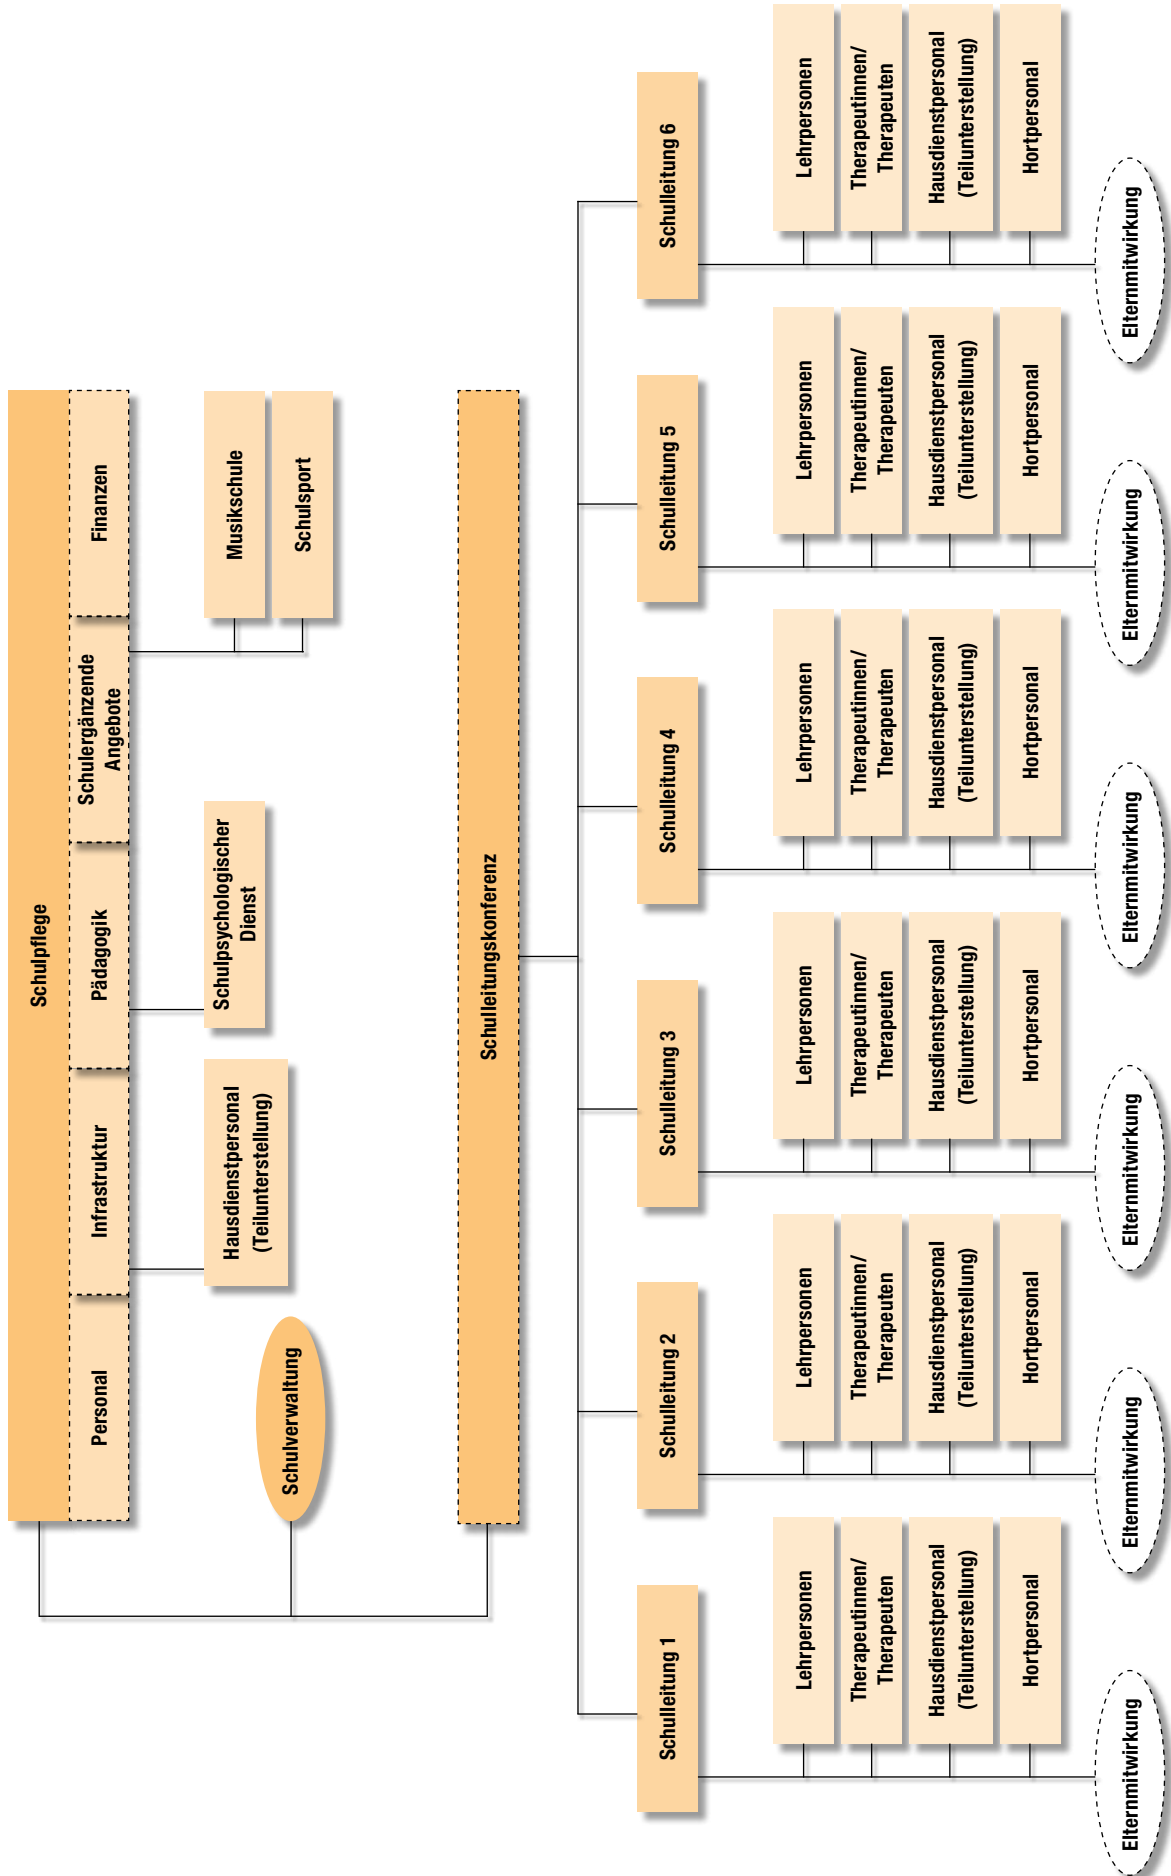 Schulpflege
Personal
Infrastruktur
Pädagogik
Schulergänzende
Angebote
Finanzen
Hausdienstpersonal
(Teilunterstellung)
Schulpsychologischer
Dienst
Musikschule
Schulsport
Schulverwaltung
Schulleitungskonferenz
Schulleitung 1
Lehrpersonen
Therapeutinnen/
Therapeuten
Hausdienstpersonal
(Teilunterstellung)
Hortpersonal
Elternmitwirkung
Schulleitung 2
Lehrpersonen
Therapeutinnen/
Therapeuten
Hausdienstpersonal
(Teilunterstellung)
Hortpersonal
Elternmitwirkung
Schulleitung 3
Lehrpersonen
Therapeutinnen/
Therapeuten
Hausdienstpersonal
(Teilunterstellung)
Hortpersonal
Elternmitwirkung
Schulleitung 4
Lehrpersonen
Therapeutinnen/
Therapeuten
Hausdienstpersonal
(Teilunterstellung)
Hortpersonal
Elternmitwirkung
Schulleitung 5
Lehrpersonen
Therapeutinnen/
Therapeuten
Hausdienstpersonal
(Teilunterstellung)
Hortpersonal
Elternmitwirkung
Schulleitung 6
Lehrpersonen
Therapeutinnen/
Therapeuten
Hausdienstpersonal
(Teilunterstellung)
Hortpersonal
Elternmitwirkung